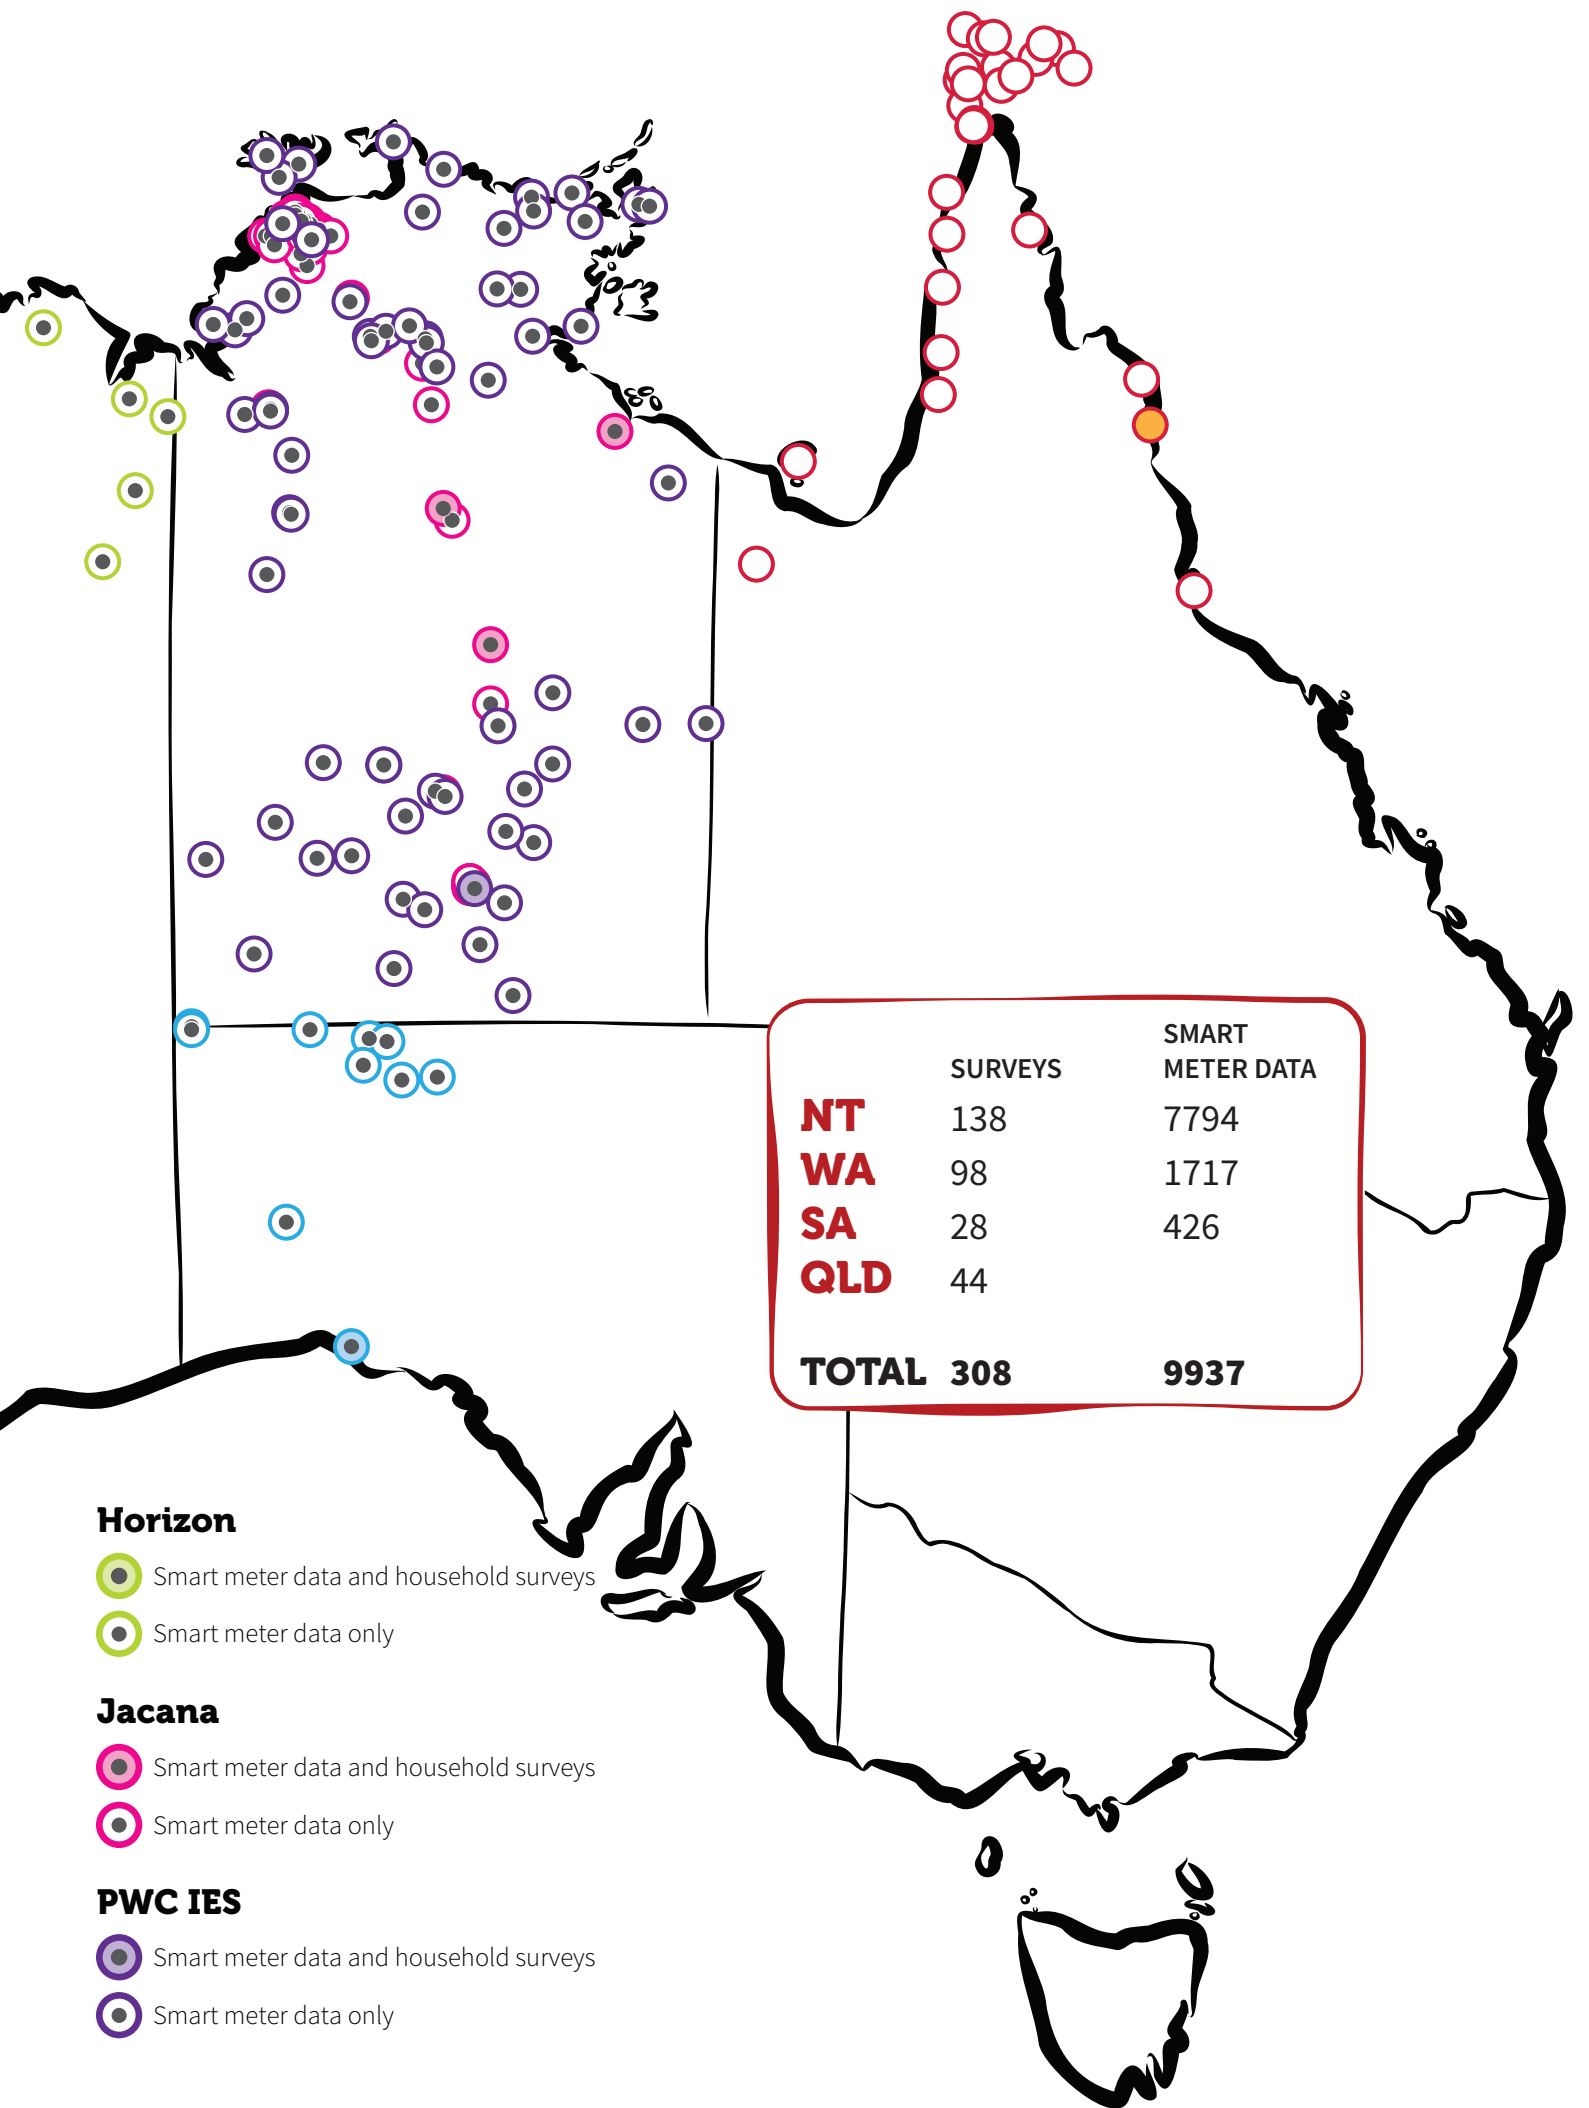 SURVEYS SMART METER DATA
NT 138 7794
WA 98 1717
SA 28 426
QLD 44
TOTAL 308 9937
Horizon
Smart meter data and household surveys
Smart meter data only
Jacana
Smart meter data and household surveys
Smart meter data only
PWC IES
Smart meter data and household surveys
Smart meter data only